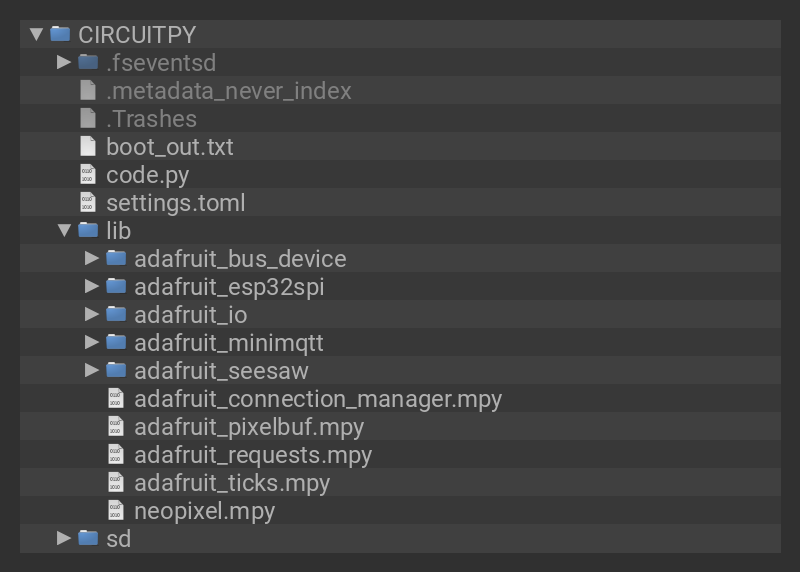 CIRCUITPY
.fseventsd
.metadata_never_index
.Trashes
boot_out.txt
code.py
settings.toml
lib
adafruit_bus_device
adafruit_esp32spi
adafruit_io
adafruit_minimqtt
adafruit_seesaw
adafruit_connection_manager.mpy
adafruit_pixelbuf.mpy
adafruit_requests.mpy
adafruit_ticks.mpy
neopixel.mpy
sd